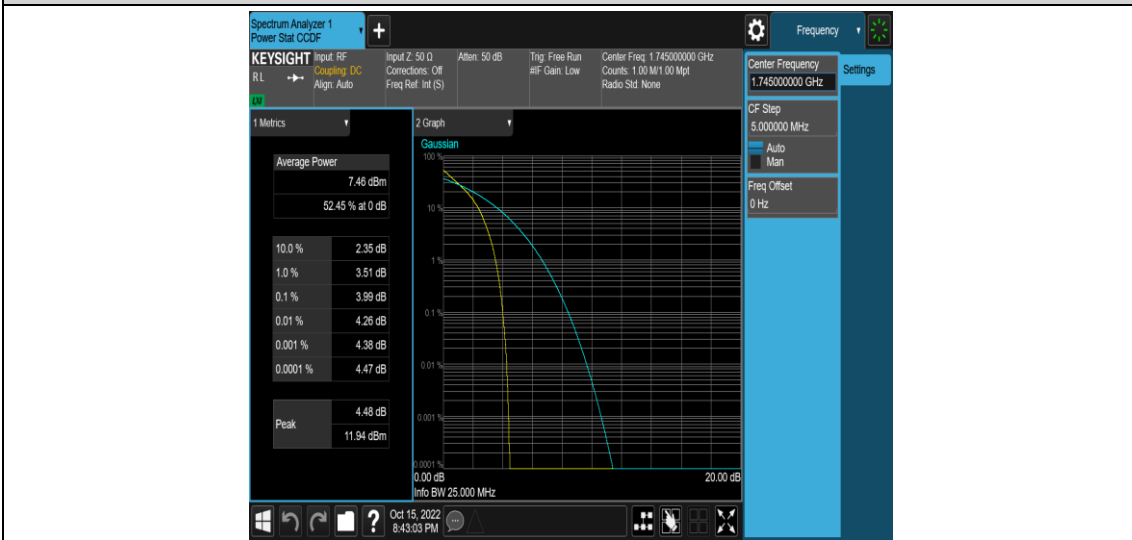 Spectrum Analyzer 1
Power Stat CCDF
+
Frequency
KEYSIGHT
Input: RF
Coupling: DC
Align: Auto
RL
LXI
Input Z: 50 Ω
Corrections: Off
Freq Ref: Int (S)
Atten: 50 dB
Trig: Free Run
#IF Gain: Low
Center Freq: 1.745000000 GHz
Counts: 1.00 M/1.00 Mpt
Radio Std: None
Center Frequency
1.745000000 GHz
Settings
CF Step
5.000000 MHz
Auto
Man
Freq Offset
0 Hz
1 Metrics
Average Power
7.46 dBm
52.45 % at 0 dB
10.0 % 2.35 dB
1.0 % 3.51 dB
0.1 % 3.99 dB
0.01 % 4.26 dB
0.001 % 4.38 dB
0.0001 % 4.47 dB
Peak
4.48 dB
11.94 dBm
2 Graph
Gaussian
100 %
10 %
1 %
0.1 %
0.01 %
0.001 %
0.0001 %
0.00 dB 20.00 dB
Info BW 25.000 MHz
?
Oct 15, 2022
8:43:03 PM